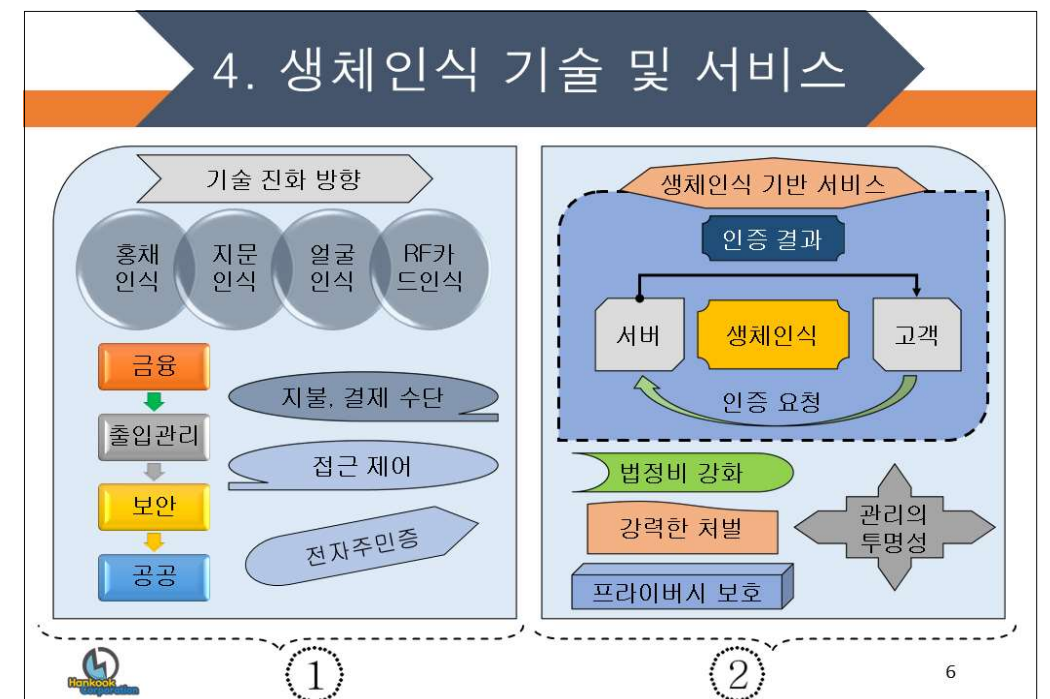 4. 생체인식 기술 및 서비스
기술 진화 방향
홍채
인식
지문
인식
얼굴
인식
RF카
드인식
금융
출입관리
보안
공공
지불, 결제 수단
접근 제어
전자주민증
1
생체인식 기반 서비스
인증 결과
서버
생체인식
고객
인증 요청
법정비 강화
강력한 처벌
프라이버시 보호
관리의
투명성
2
Hankook
Corporation
6